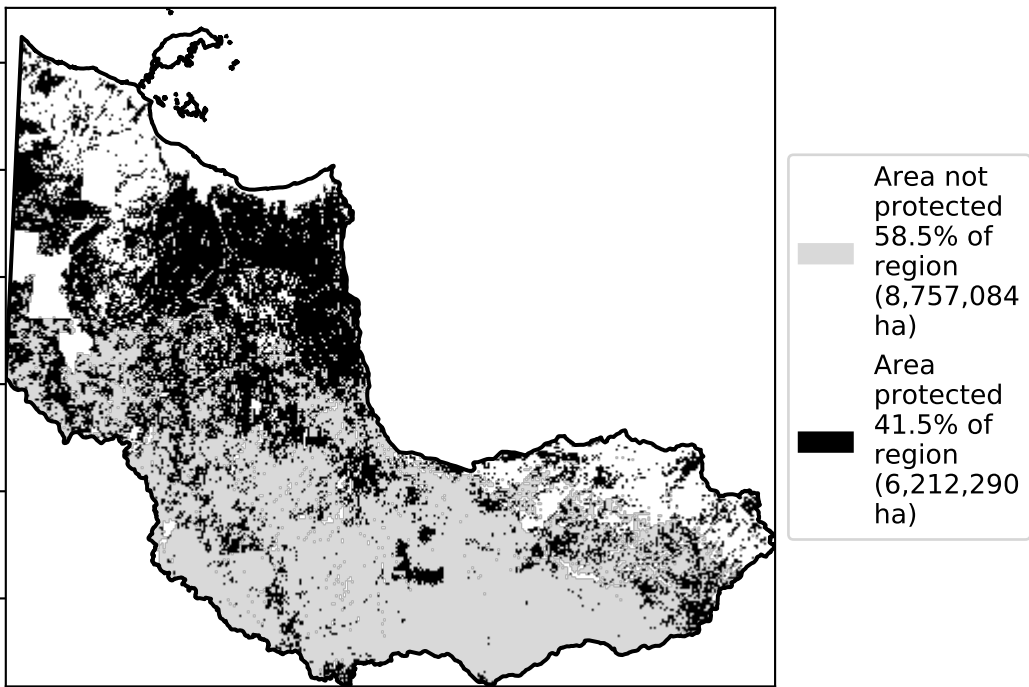 Area not
protected
58.5% of
region
(8,757,084
ha)
Area
protected
41.5% of
region
(6,212,290
ha)